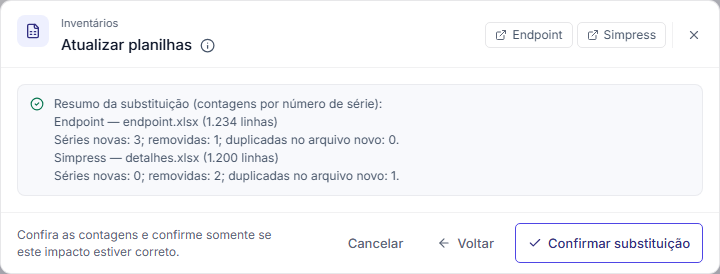 Inventários
Atualizar planilhas
Endpoint
Simpress
Resumo da substituição (contagens por número de série):
Endpoint — endpoint.xlsx (1.234 linhas)
Séries novas: 3; removidas: 1; duplicadas no arquivo novo: 0.
Simpress — detalhes.xlsx (1.200 linhas)
Séries novas: 0; removidas: 2; duplicadas no arquivo novo: 1.
Confira as contagens e confirme somente se
este impacto estiver correto.
Cancelar
Voltar
Confirmar substituição